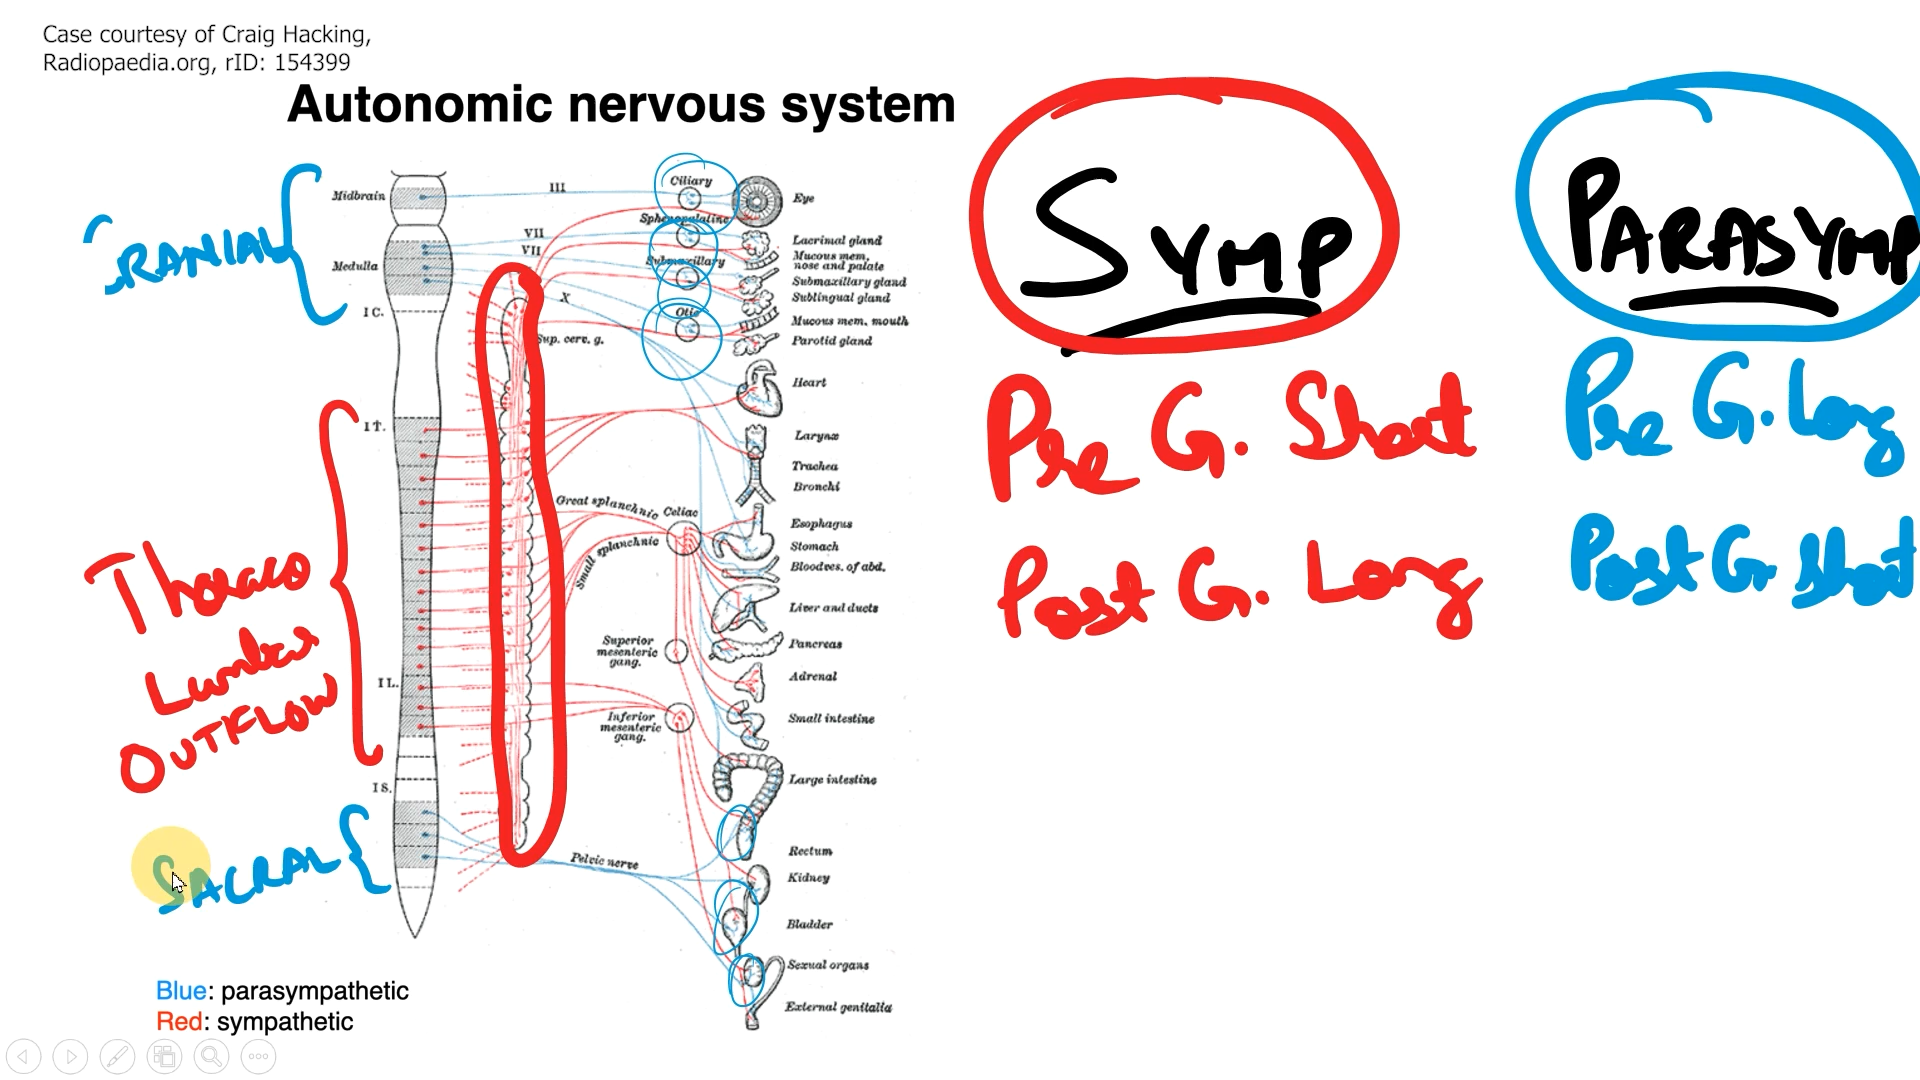 Case courtesy of Craig Hacking,
Radiopaedia.org, rID: 154399
Autonomic nervous system
SYMP
PARASYMP
Pre G. Short
Post G. Long
Pre G. Long
Post G. Short
CRANIAL
Thoraco
Lumbar
OUTFLOW
SACRAL
Midbrain
Medulla
I C.
I T.
I L.
I S.
III
VII
VII
X
Sup. cerv. g.
Great splanchnic
Small splanchnic
Pelvic nerve
Ciliary
Sphenopalatine
Submaxillary
Otic
Celiac
Superior
mesenteric
gang.
Inferior
mesenteric
gang.
Eye
Lacrimal gland
Mucous mem.
nose and palate
Submaxillary gland
Sublingual gland
Mucous mem. mouth
Parotid gland
Heart
Larynx
Trachea
Bronchi
Esophagus
Stomach
Bloodves. of abd.
Liver and ducts
Pancreas
Adrenal
Small intestine
Large intestine
Rectum
Kidney
Bladder
Sexual organs
External genitalia
Blue: parasympathetic
Red: sympathetic